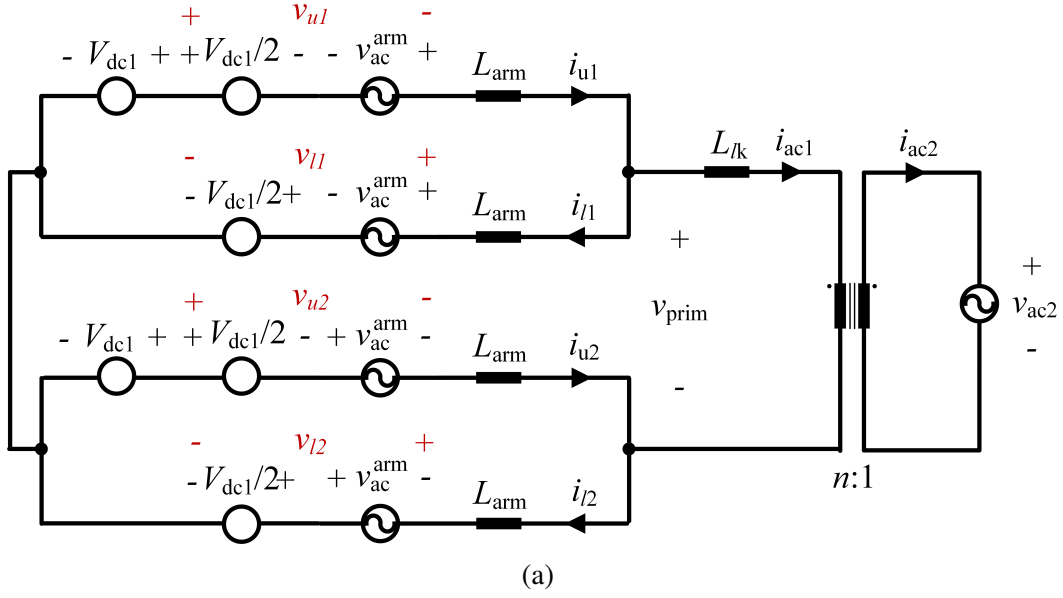 + v_u1 -
- V_dc1 + + V_dc1/2 - - v_ac^arm +
L_arm i_u1
- v_l1 +
- V_dc1/2 + - v_ac^arm +
L_arm i_l1
L_lk i_ac1 i_ac2
+ v_u2 -
- V_dc1 + + V_dc1/2 - + v_ac^arm -
L_arm i_u2
+
v_prim
-
+
v_ac2
-
- v_l2 +
- V_dc1/2 + + v_ac^arm -
L_arm i_l2
n:1
(a)